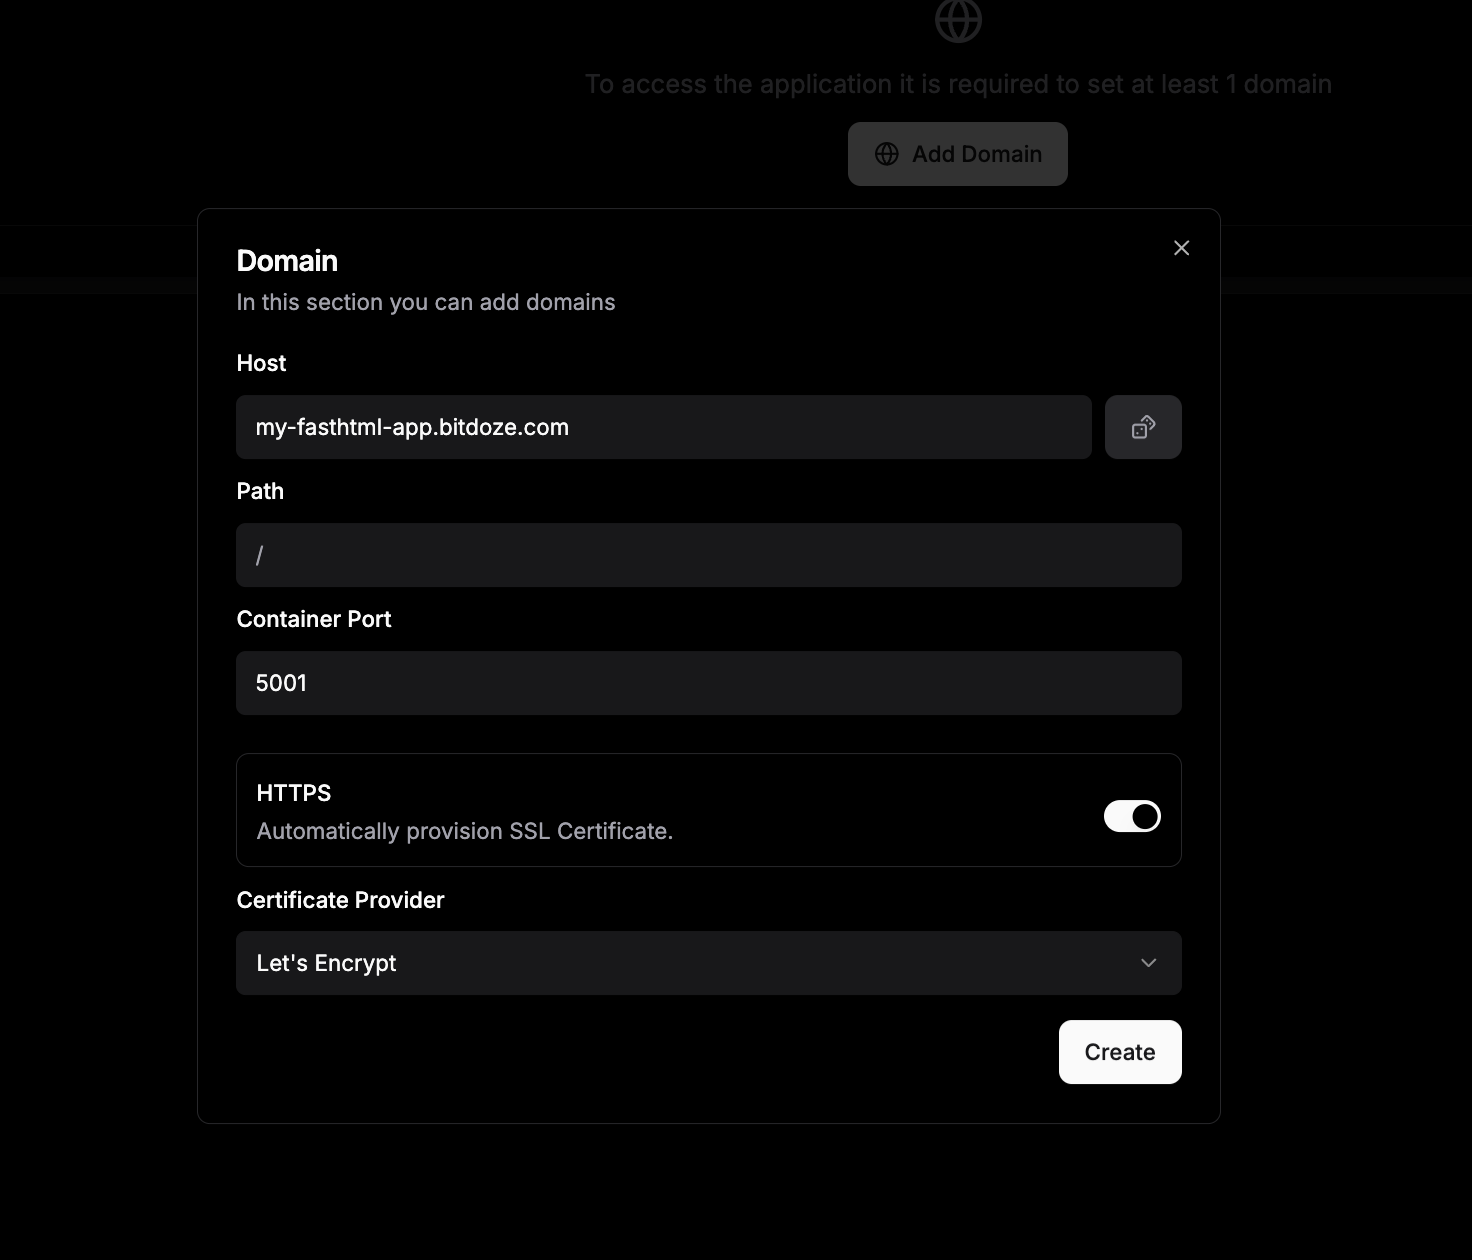 To access the application it is required to set at least 1 domain
Add Domain
Domain
In this section you can add domains
Host
my-fasthtml-app.bitdoze.com
Path
/
Container Port
5001
HTTPS
Automatically provision SSL Certificate.
Certificate Provider
Let's Encrypt
Create